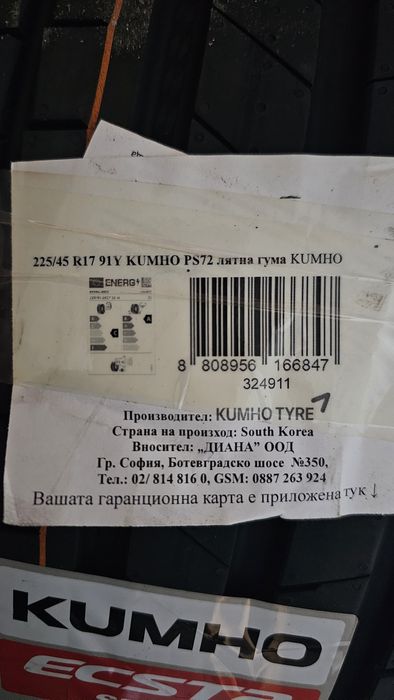 225/45 R17 91Y KUMHO PS72 лятна гума KUMHO
ENERG
8 808956 166847
324911
Производител: KUMHO TYRE
Страна на произход: South Korea
Вносител: „ДИАНА” ООД
Гр. София, Ботевградско шосе №350,
Тел.: 02/ 814 816 0, GSM: 0887 263 924
Вашата гаранционна карта е приложена тук ↓
KUMHO
ECSTA